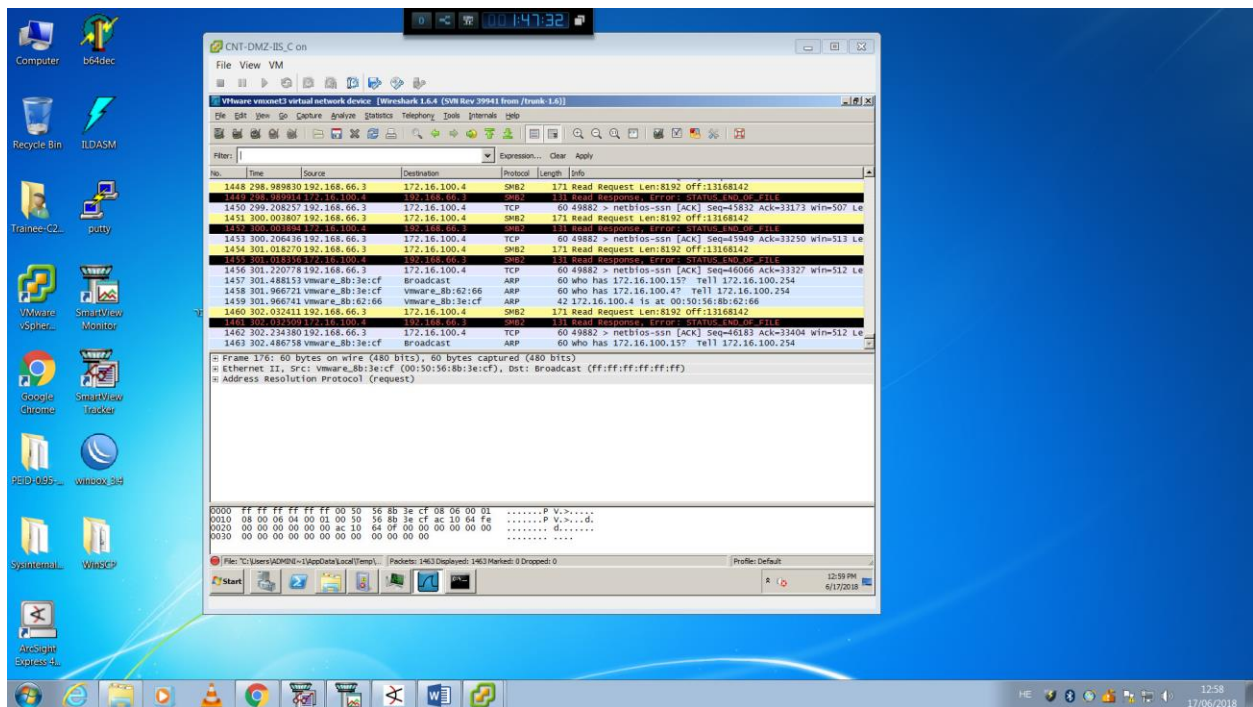 1:47:32
Computer
b64dec
Recycle Bin
ILDASM
Trainee-C2...
putty
VMware vSpher...
SmartView Monitor
Google Chrome
SmartView Tracker
PEID-095-...
winbox_3.4
Sysinternal...
WinSCP
ArcSight Express 4...
CNT-DMZ-IIS_C on
File View VM
VMware vmxnet3 virtual network device [Wireshark 1.6.4 (SVN Rev 39941 from /trunk-1.6)]
File Edit View Go Capture Analyze Statistics Telephony Tools Internals Help
Filter: Expression... Clear Apply
No. Time Source Destination Protocol Length Info
1448 298.989830 192.168.66.3 172.16.100.4 SMB2 171 Read Request Len:8192 Off:13168142
1449 298.989914 172.16.100.4 192.168.66.3 SMB2 131 Read Response, Error: STATUS_END_OF_FILE
1450 299.208257 192.168.66.3 172.16.100.4 TCP 60 49882 > netbios-ssn [ACK] Seq=45832 Ack=33173 Win=507 Le
1451 300.003807 192.168.66.3 172.16.100.4 SMB2 171 Read Request Len:8192 Off:13168142
1452 300.003894 172.16.100.4 192.168.66.3 SMB2 131 Read Response, Error: STATUS_END_OF_FILE
1453 300.206436 192.168.66.3 172.16.100.4 TCP 60 49882 > netbios-ssn [ACK] Seq=45949 Ack=33250 Win=513 Le
1454 301.018270 192.168.66.3 172.16.100.4 SMB2 171 Read Request Len:8192 Off:13168142
1455 301.018356 172.16.100.4 192.168.66.3 SMB2 131 Read Response, Error: STATUS_END_OF_FILE
1456 301.220778 192.168.66.3 172.16.100.4 TCP 60 49882 > netbios-ssn [ACK] Seq=46066 Ack=33327 Win=512 Le
1457 301.488153 Vmware_8b:3e:cf Broadcast ARP 60 Who has 172.16.100.15? Tell 172.16.100.254
1458 301.966721 Vmware_8b:3e:cf Vmware_8b:62:66 ARP 60 Who has 172.16.100.4? Tell 172.16.100.254
1459 301.966741 Vmware_8b:62:66 Vmware_8b:3e:cf ARP 42 172.16.100.4 is at 00:50:56:8b:62:66
1460 302.032411 192.168.66.3 172.16.100.4 SMB2 171 Read Request Len:8192 Off:13168142
1461 302.032509 172.16.100.4 192.168.66.3 SMB2 131 Read Response, Error: STATUS_END_OF_FILE
1462 302.234380 192.168.66.3 172.16.100.4 TCP 60 49882 > netbios-ssn [ACK] Seq=46183 Ack=33404 Win=512 Le
1463 302.486758 Vmware_8b:3e:cf Broadcast ARP 60 Who has 172.16.100.15? Tell 172.16.100.254
Frame 176: 60 bytes on wire (480 bits), 60 bytes captured (480 bits)
Ethernet II, Src: Vmware_8b:3e:cf (00:50:56:8b:3e:cf), Dst: Broadcast (ff:ff:ff:ff:ff:ff)
Address Resolution Protocol (request)
0000 ff ff ff ff ff ff 00 50 56 8b 3e cf 08 06 00 01 .......P V.>.....
0010 08 00 06 04 00 01 00 50 56 8b 3e cf ac 10 64 fe .......P V.>...d.
0020 00 00 00 00 00 00 ac 10 64 0f 00 00 00 00 00 00 ........ d.......
0030 00 00 00 00 00 00 00 00 00 00 00 00 ........ ....
File: "C:\Users\ADMINI~1\AppData\Local\Temp\... Packets: 1463 Displayed: 1463 Marked: 0 Dropped: 0 Profile: Default
Start
12:59 PM
6/17/2018
HE
12:58
17/06/2018